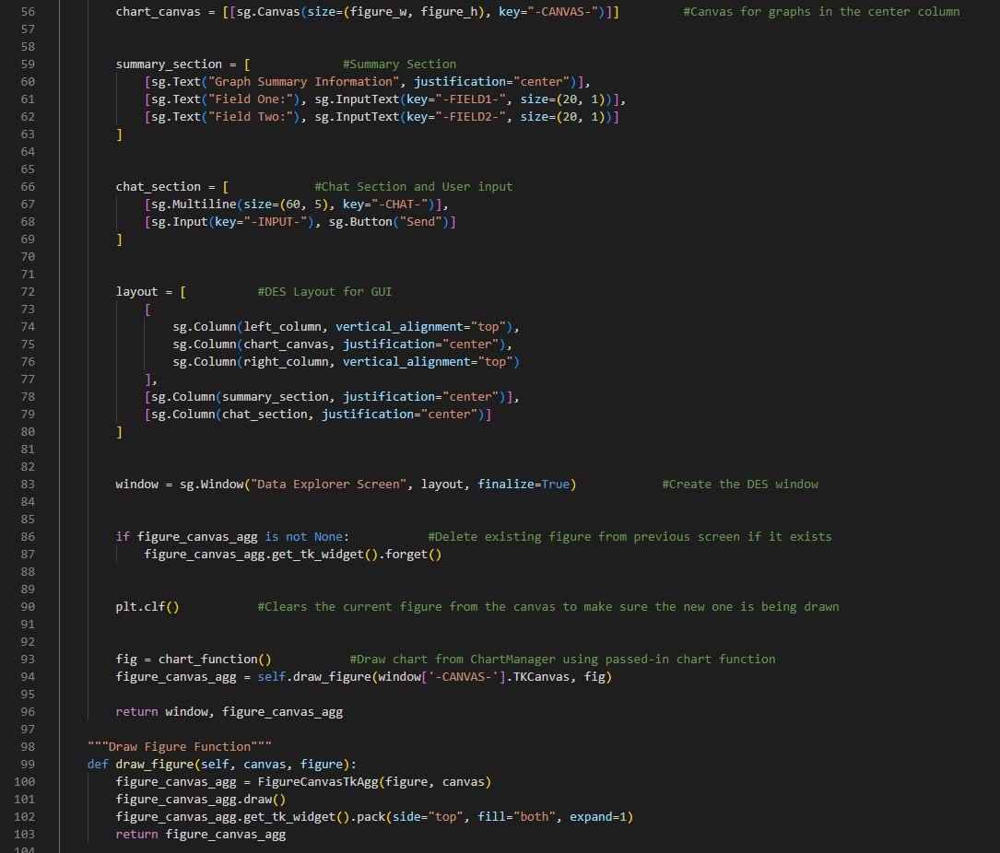 56 chart_canvas = [[sg.Canvas(size=(figure_w, figure_h), key="-CANVAS-")]] #Canvas for graphs in the center column
57
58
59 summary_section = [ #Summary Section
60 [sg.Text("Graph Summary Information", justification="center")],
61 [sg.Text("Field One:"), sg.InputText(key="-FIELD1-", size=(20, 1))],
62 [sg.Text("Field Two:"), sg.InputText(key="-FIELD2-", size=(20, 1))]
63 ]
64
65
66 chat_section = [ #Chat Section and User input
67 [sg.Multiline(size=(60, 5), key="-CHAT-")],
68 [sg.Input(key="-INPUT-"), sg.Button("Send")]
69 ]
70
71
72 layout = [ #DES Layout for GUI
73 [
74 sg.Column(left_column, vertical_alignment="top"),
75 sg.Column(chart_canvas, justification="center"),
76 sg.Column(right_column, vertical_alignment="top")
77 ],
78 [sg.Column(summary_section, justification="center")],
79 [sg.Column(chat_section, justification="center")]
80 ]
81
82
83 window = sg.Window("Data Explorer Screen", layout, finalize=True) #Create the DES window
84
85
86 if figure_canvas_agg is not None: #Delete existing figure from previous screen if it exists
87 figure_canvas_agg.get_tk_widget().forget()
88
89
90 plt.clf() #Clears the current figure from the canvas to make sure the new one is being drawn
91
92
93 fig = chart_function() #Draw chart from ChartManager using passed-in chart function
94 figure_canvas_agg = self.draw_figure(window['-CANVAS-'].TKCanvas, fig)
95
96 return window, figure_canvas_agg
97
98 """Draw Figure Function"""
99 def draw_figure(self, canvas, figure):
100 figure_canvas_agg = FigureCanvasTkAgg(figure, canvas)
101 figure_canvas_agg.draw()
102 figure_canvas_agg.get_tk_widget().pack(side="top", fill="both", expand=1)
103 return figure_canvas_agg
104